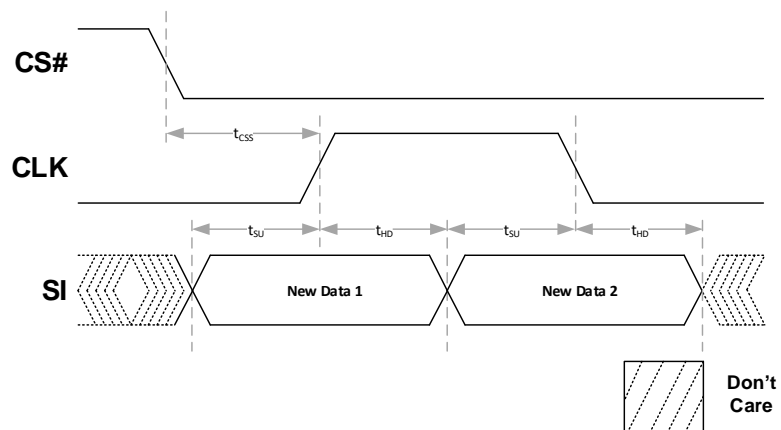 CS#
t_CSS
CLK
t_SU t_HD t_SU t_HD
SI New Data 1 New Data 2
Don't
Care